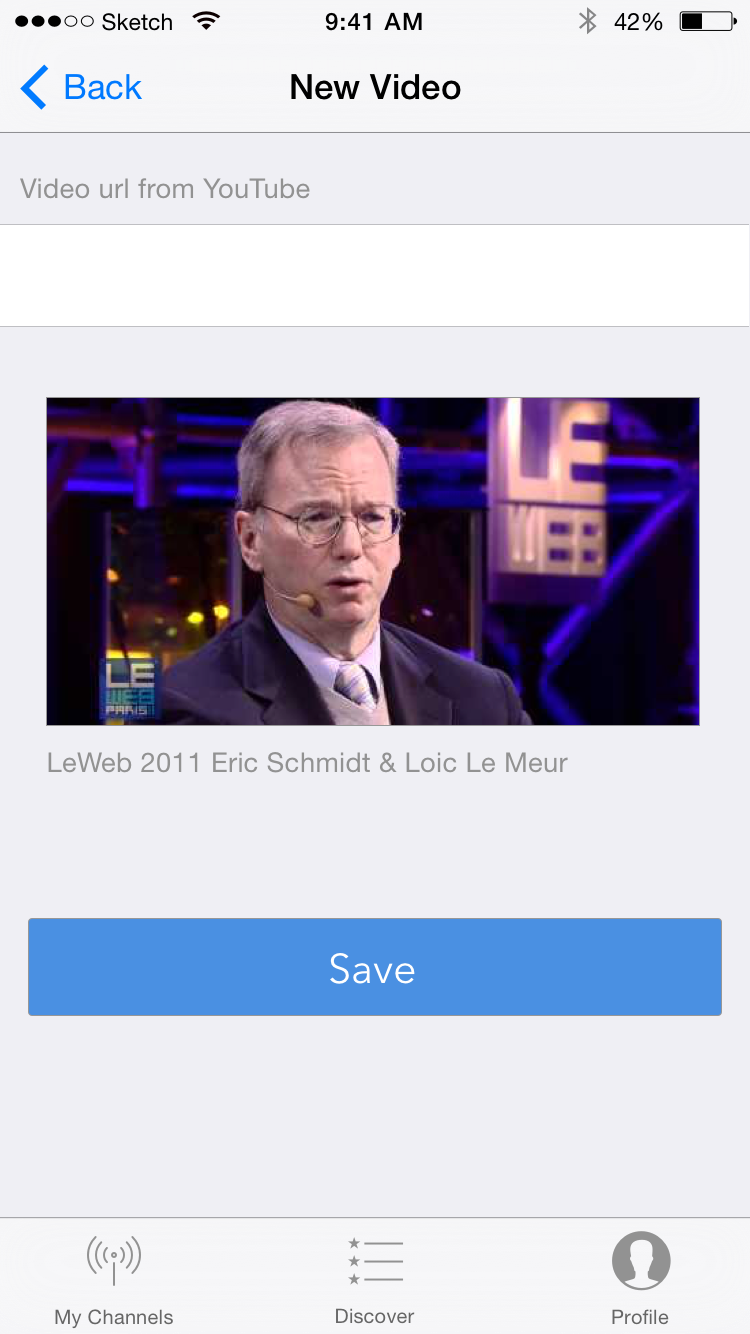 Sketch 9:41 AM 42%
Back New Video
Video url from YouTube
LE
WEB
LE
WEB
PARIS
LeWeb 2011 Eric Schmidt & Loic Le Meur
Save
My Channels Discover Profile